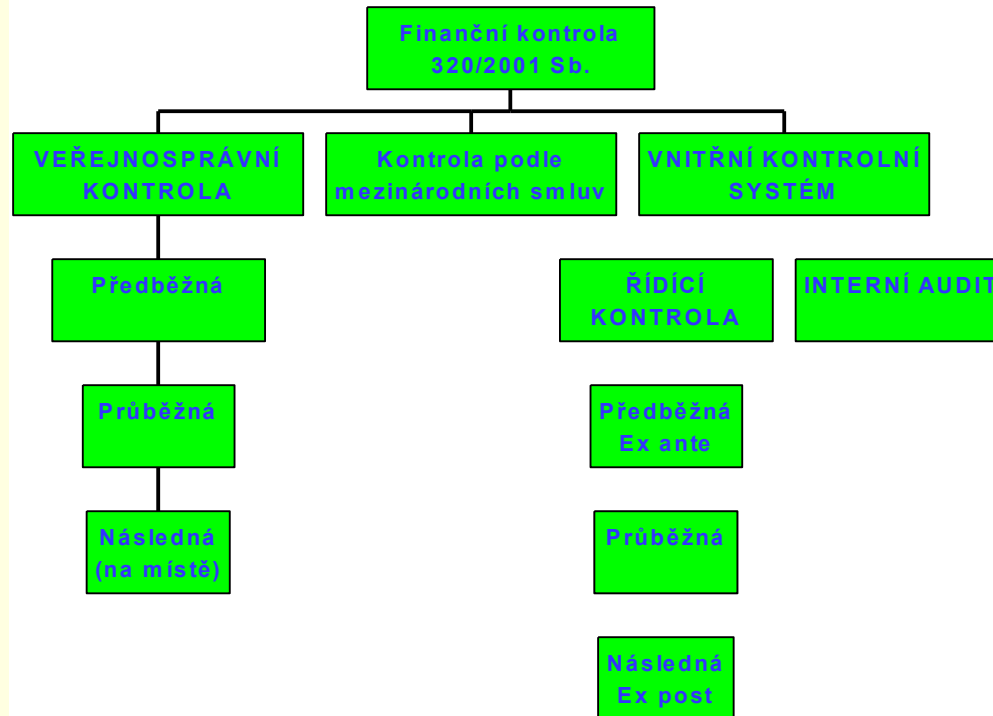 Finanční kontrola
320/2001 Sb.
VEŘEJNOSPRÁVNÍ
KONTROLA
Kontrola podle
mezinárodních smluv
VNITŘNÍ KONTROLNÍ
SYSTÉM
Předběžná
ŘÍDÍCÍ
KONTROLA
INTERNÍ AUDIT
Průběžná
Předběžná
Ex ante
Následná
(na místě)
Průběžná
Následná
Ex post